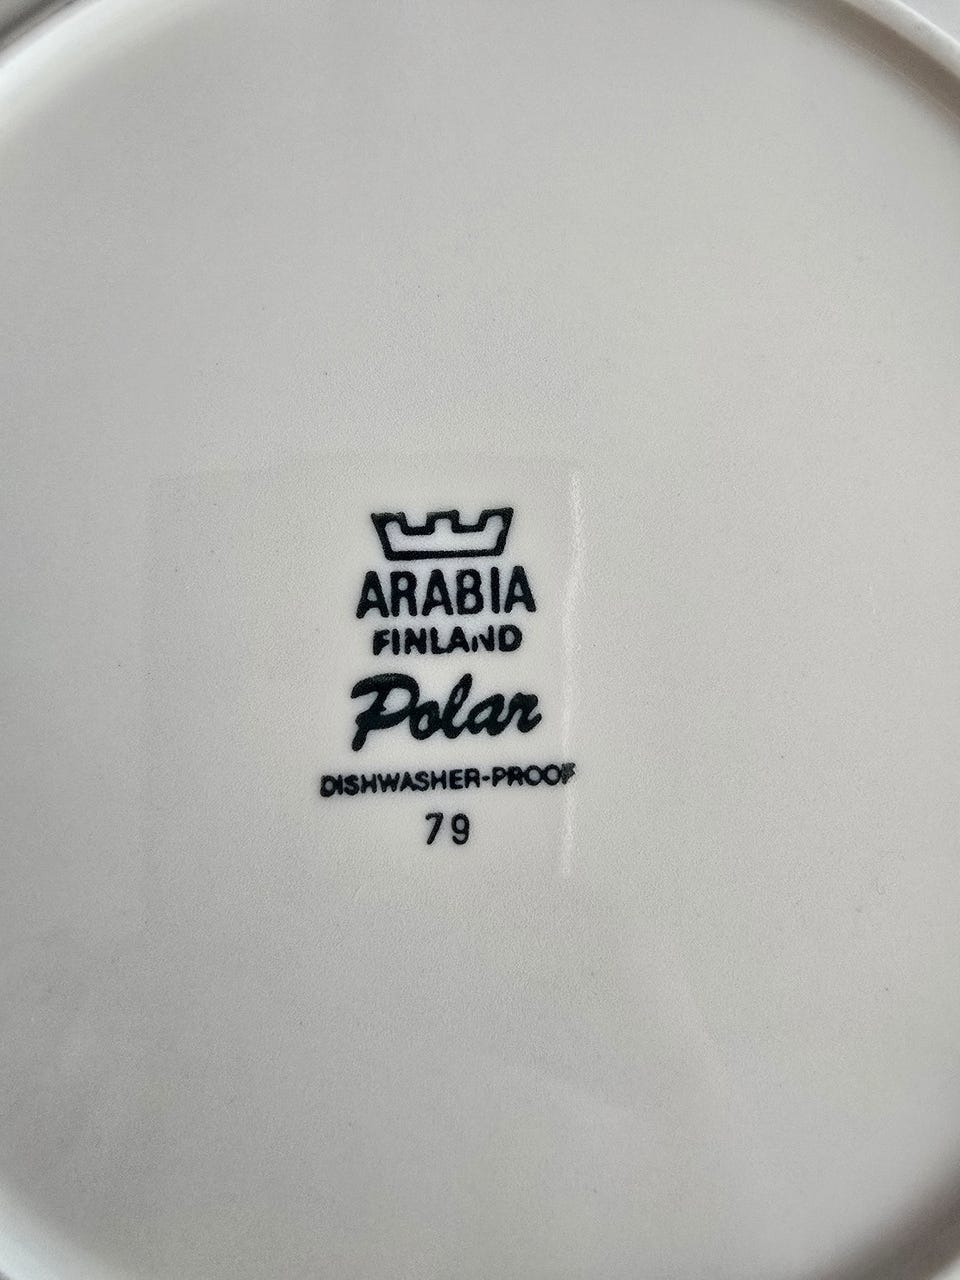 ARABIA
FINLAND
Polar
DISHWASHER-PROOF
79